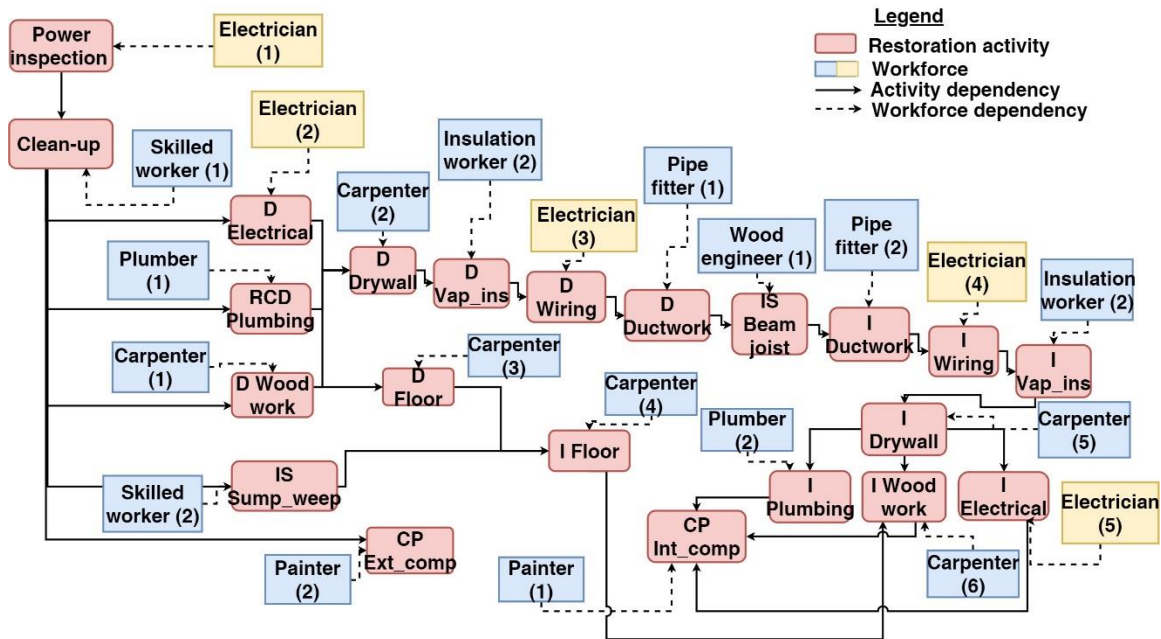 Legend
Restoration activity
Workforce
Activity dependency
Workforce dependency
Power
inspection
Electrician
(1)
Clean-up
Skilled
worker (1)
Electrician
(2)
D
Electrical
Plumber
(1)
RCD
Plumbing
Carpenter
(1)
D Wood
work
Skilled
worker (2)
IS
Sump_weep
Painter
(2)
CP
Ext_comp
Carpenter
(2)
D
Drywall
Insulation
worker (2)
D
Vap_ins
Electrician
(3)
D
Wiring
Pipe
fitter (1)
D
Ductwork
Wood
engineer (1)
IS
Beam
joist
Pipe
fitter (2)
I
Ductwork
Electrician
(4)
I
Wiring
Insulation
worker (2)
I
Vap_ins
Carpenter
(3)
D
Floor
Carpenter
(4)
I Floor
I
Drywall
Carpenter
(5)
Plumber
(2)
I
Plumbing
I Wood
work
I
Electrical
Electrician
(5)
Carpenter
(6)
CP
Int_comp
Painter
(1)